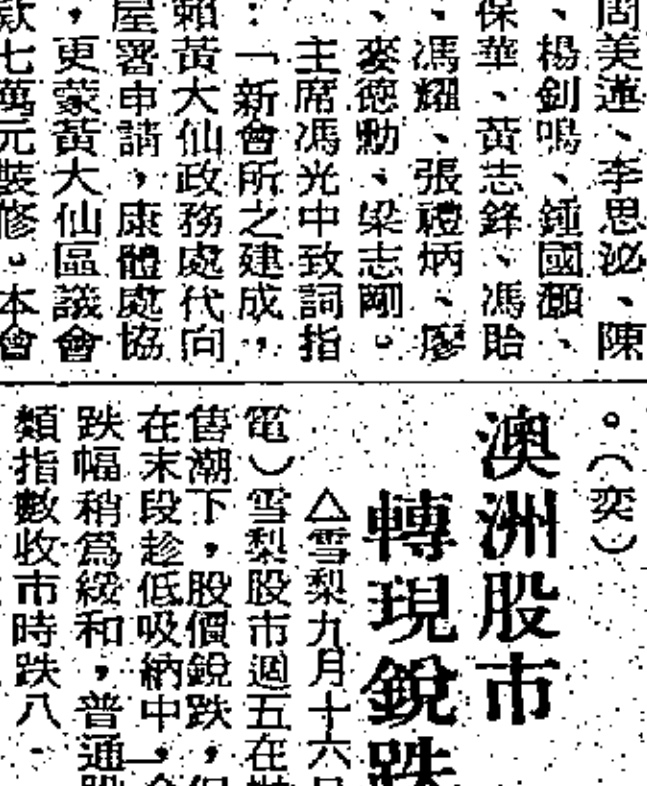 周美蓮、李思泌、陳
、楊釗鳴、鍾國灝、
保華、黃志鋒、馮貽
、馮耀、張禮炳、廖
、麥德勳、梁志剛。
主席馮光中致詞指
：「新會所之建成，
賴黃大仙政務處代向
屋署申請，康體處協
，更蒙黃大仙區議會
款七萬元裝修。本會
。（奕）
澳洲股市
轉現銳跌
△雪梨九月十六日
電）雪梨股市週五在拋
售潮下，股價銳跌，但
在末段趁低吸納中，令
跌幅稍爲緩和，普通股
類指數收市時跌八·